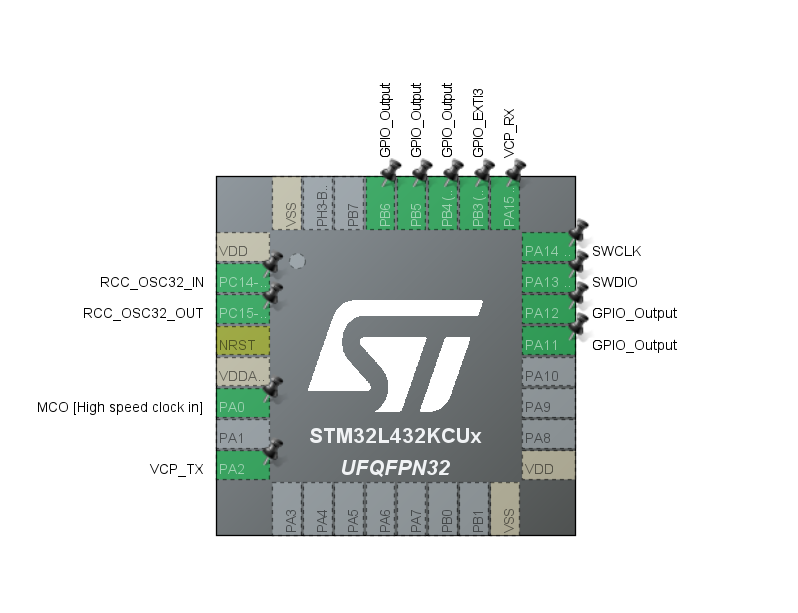 GPIO_Output
GPIO_Output
GPIO_Output
GPIO_EXTI3
VCP_RX
VSS
PH3-B..
PB7
PB6
PB5
PB4 (..
PB3 (..
PA15 ..
VDD
PA14 .. SWCLK
RCC_OSC32_IN PC14-..
PA13 .. SWDIO
RCC_OSC32_OUT PC15-..
PA12 GPIO_Output
NRST
PA11 GPIO_Output
VDDA..
PA10
MCO [High speed clock in] PA0
PA9
PA1
PA8
VCP_TX PA2
VDD
ST
STM32L432KCUx
UFQFPN32
PA3
PA4
PA5
PA6
PA7
PB0
PB1
VSS